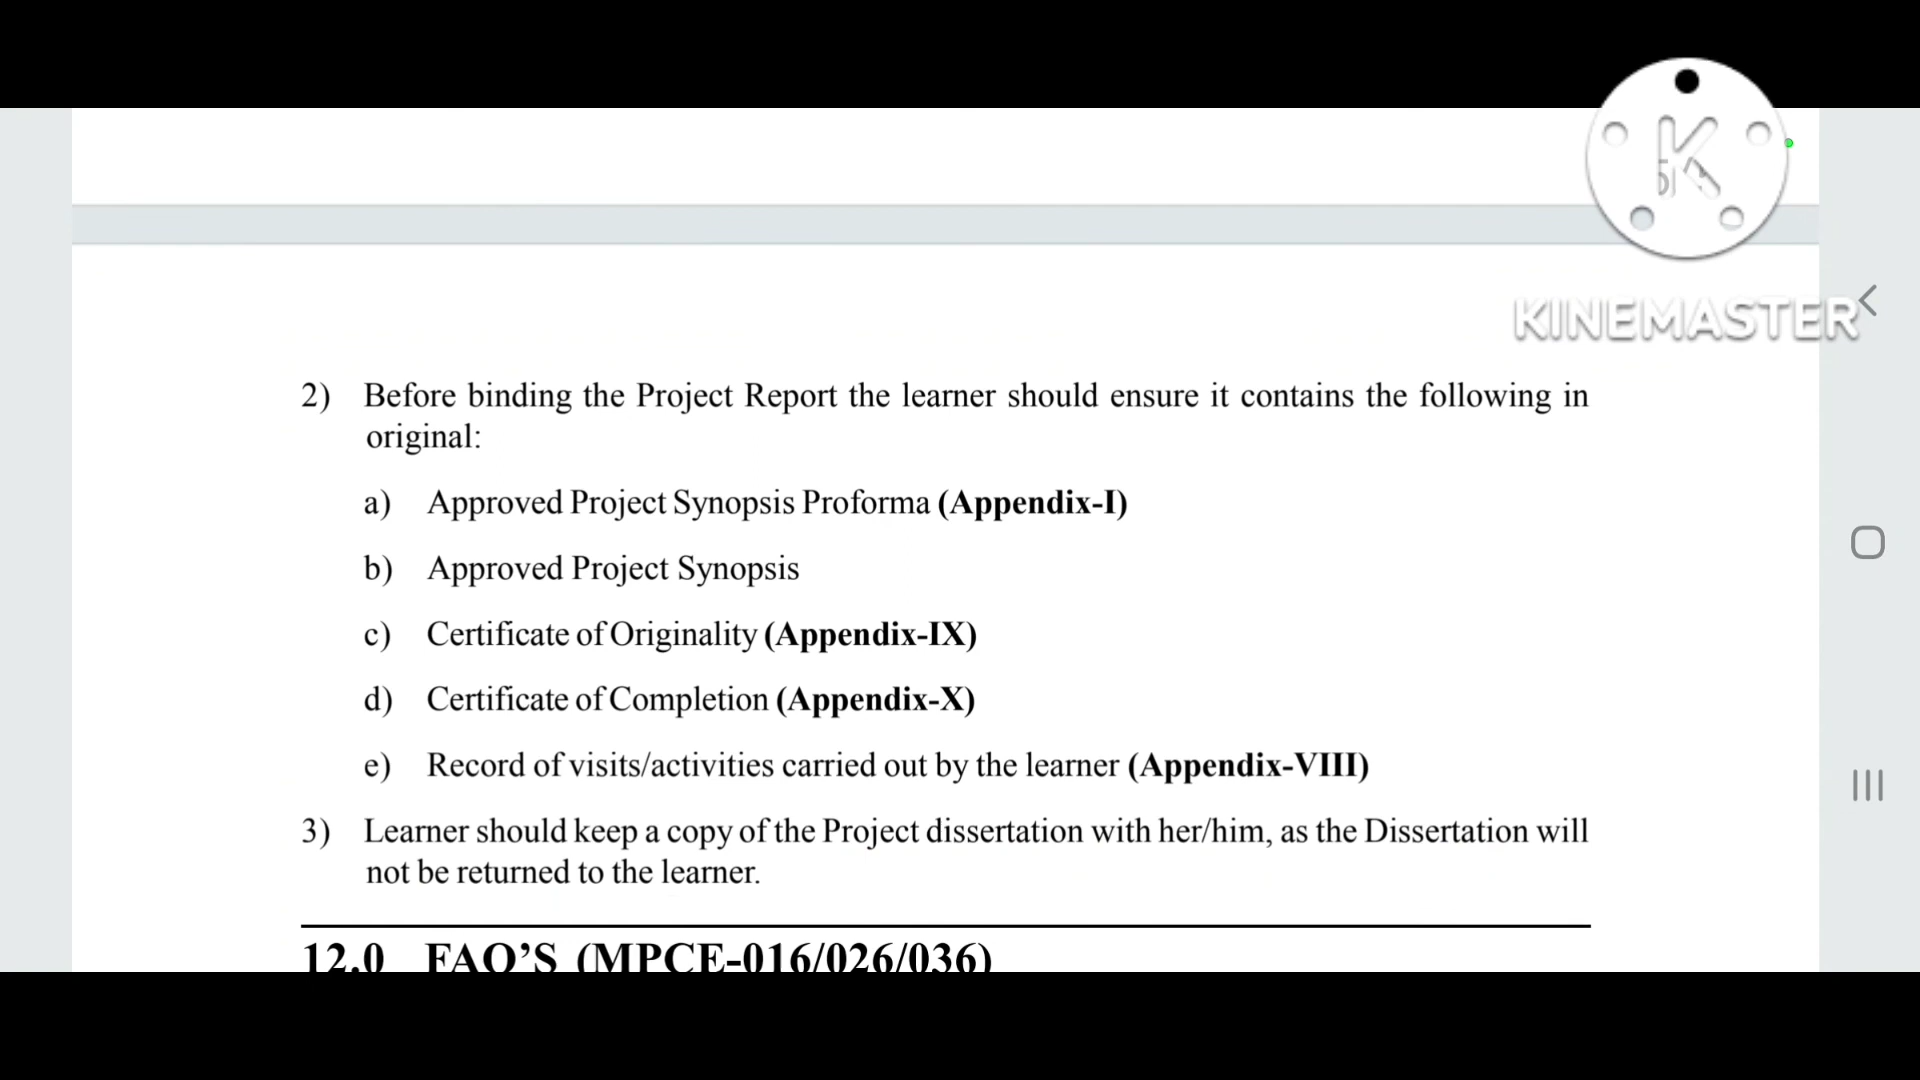 KINEMASTER
2) Before binding the Project Report the learner should ensure it contains the following in
original:
a) Approved Project Synopsis Proforma (Appendix-I)
b) Approved Project Synopsis
c) Certificate of Originality (Appendix-IX)
d) Certificate of Completion (Appendix-X)
e) Record of visits/activities carried out by the learner (Appendix-VIII)
3) Learner should keep a copy of the Project dissertation with her/him, as the Dissertation will
not be returned to the learner.
12.0 FAQ’S (MPCE-016/026/036)